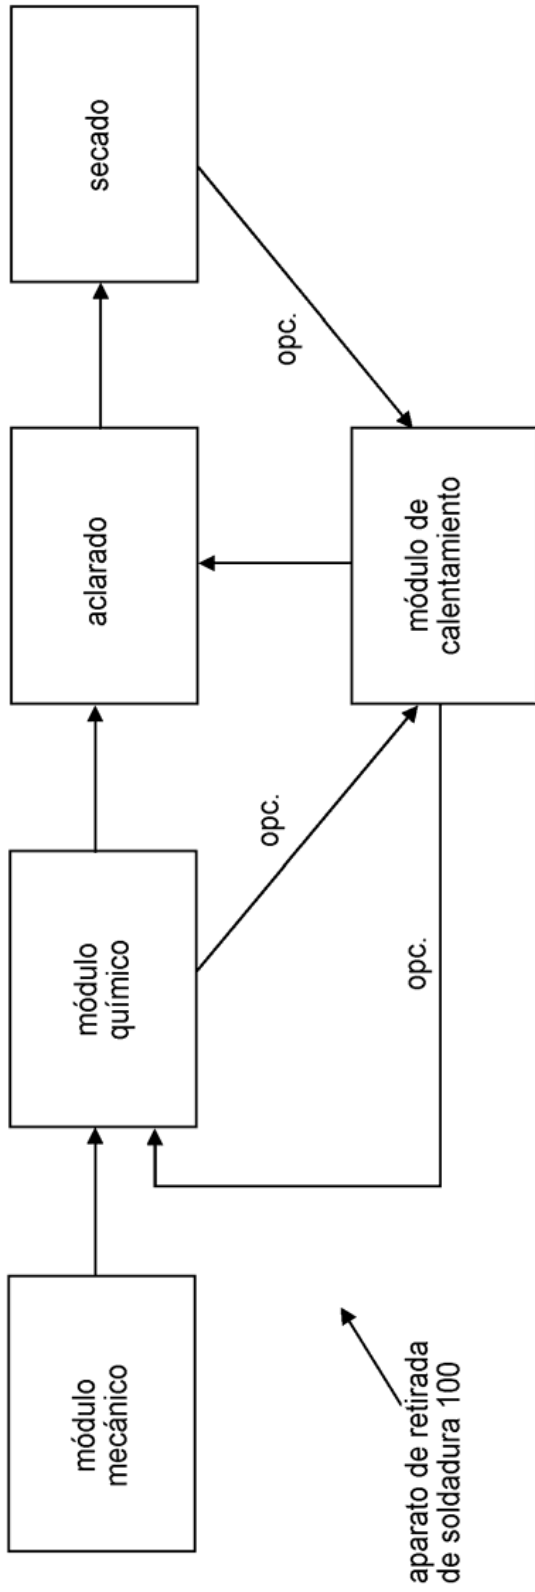 módulo
mecánico
módulo
químico
aclarado
secado
opc.
opc.
opc.
módulo de
calentamiento
aparato de retirada
de soldadura 100